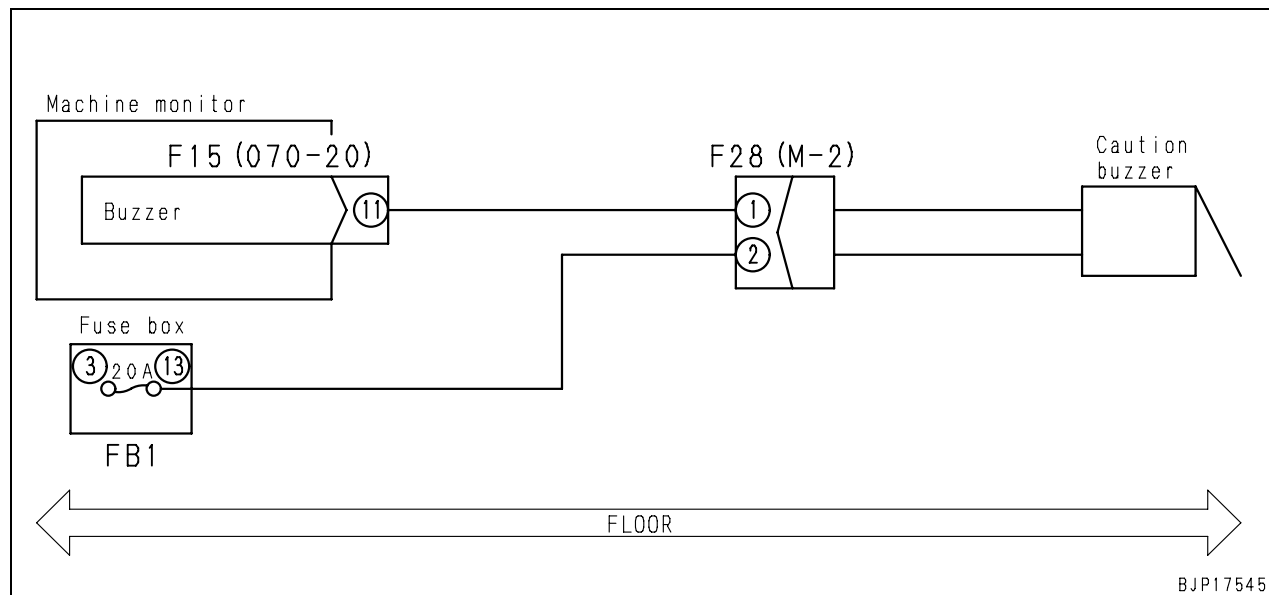 Machine monitor
F15 (070-20)
Buzzer
11
F28 (M-2)
1
2
Caution
buzzer
Fuse box
3
20A
13
FB1
FLOOR
BJP17545